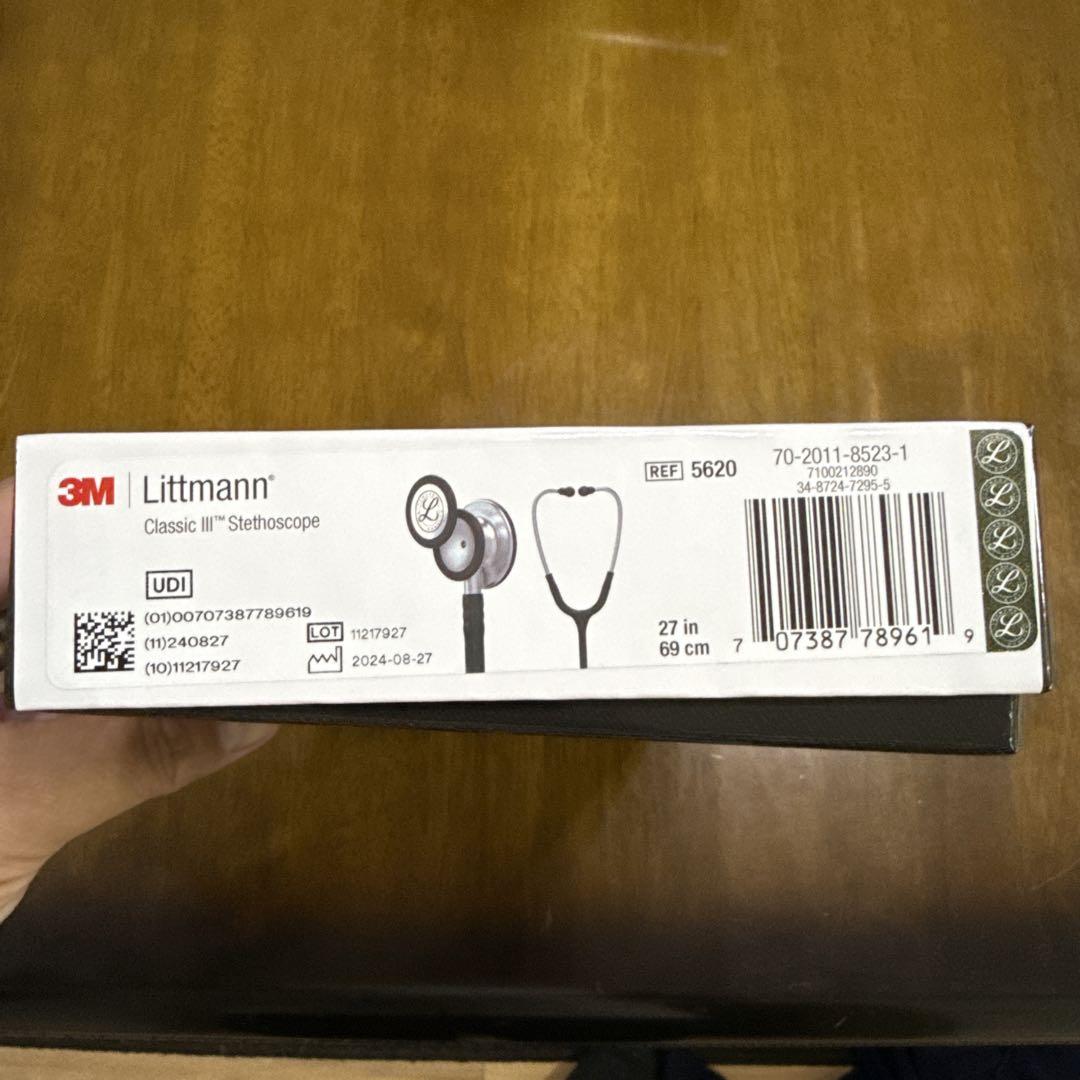 3M | Littmann®
Classic III™ Stethoscope
UDI
(01)00707387789619
(11)240827
(10)11217927
LOT 11217927
2024-08-27
REF 5620
27 in
69 cm
70-2011-8523-1
7100212890
34-8724-7295-5
7 07387 78961 9